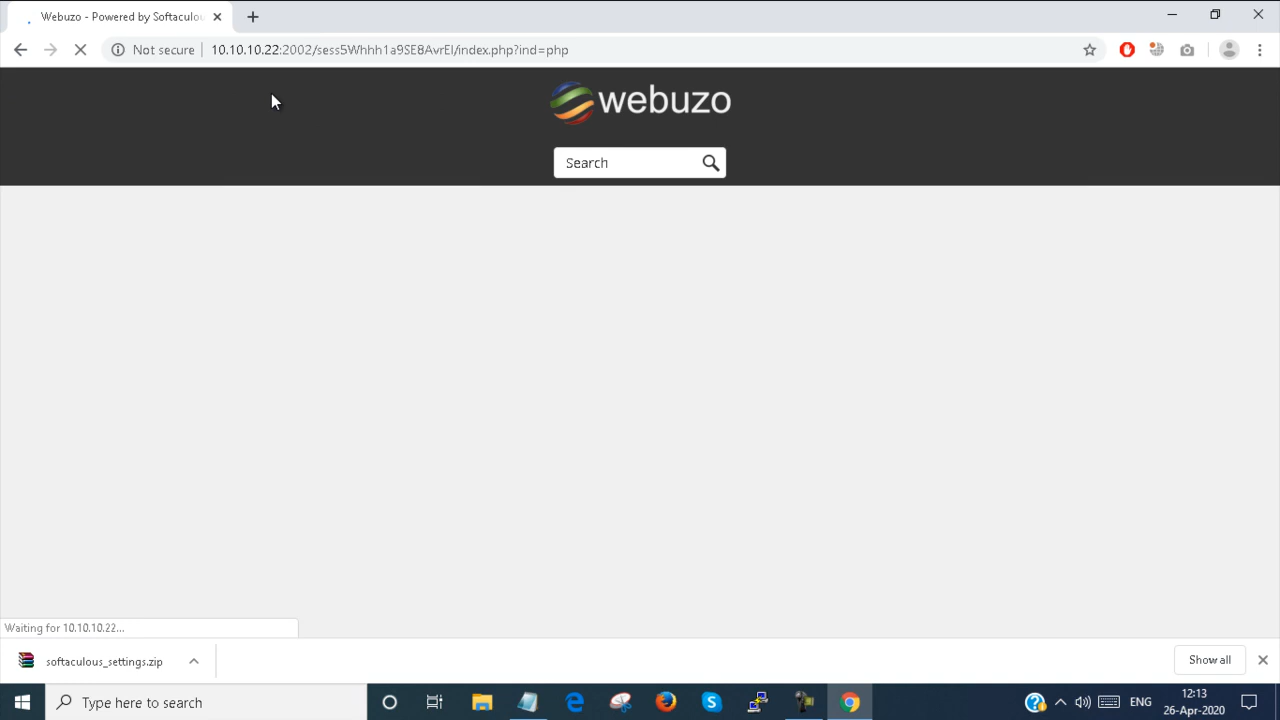 Webuzo - Powered by Softaculou
Not secure
10.10.10.22:2002/sess5Whhh1a9SE8AvrEI/index.php?ind=php
webuzo
Search
Waiting for 10.10.10.22...
softaculous_settings.zip
Show all
Type here to search
ENG
12:13
26-Apr-2020